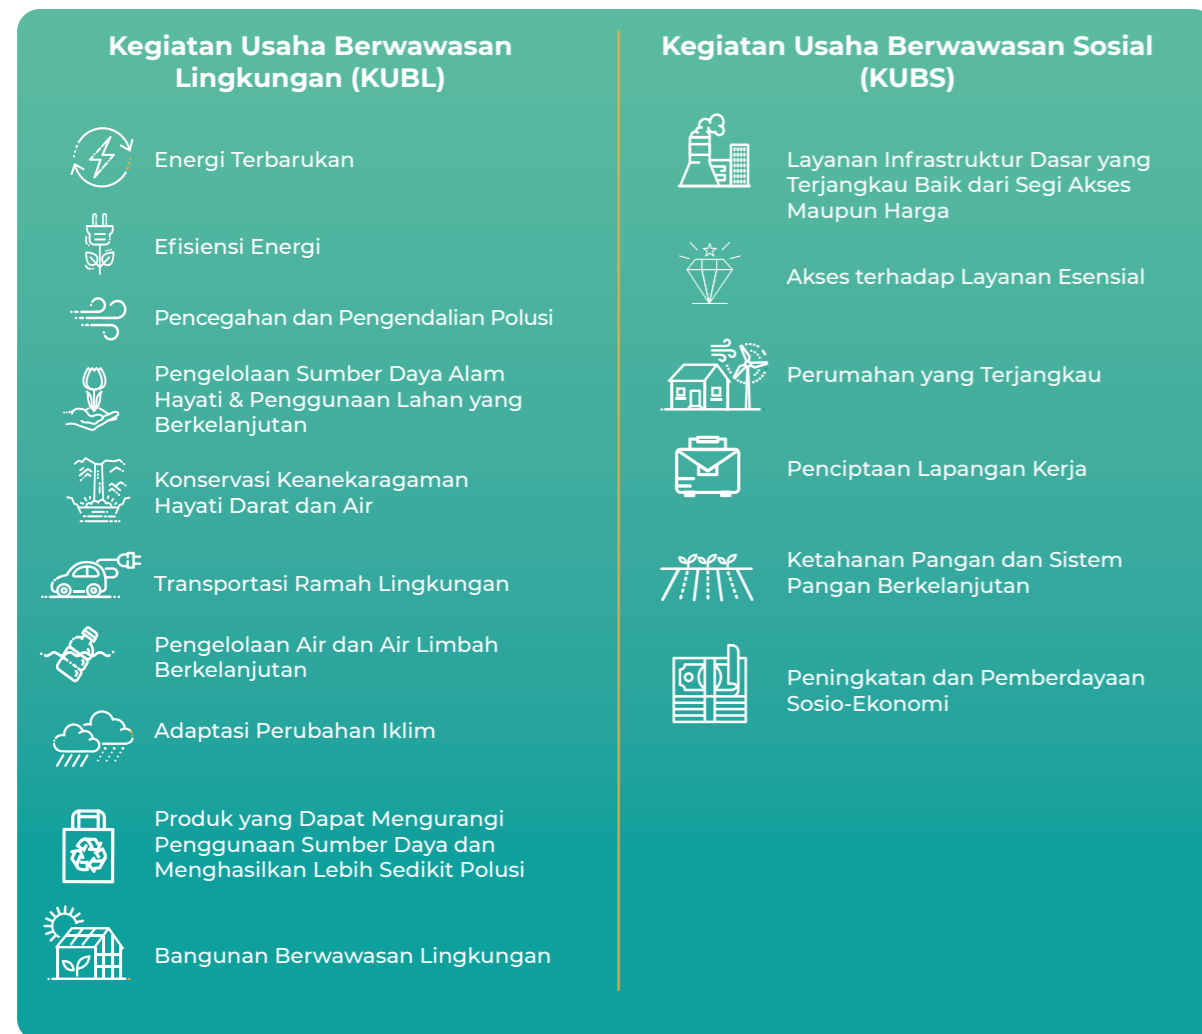 Kegiatan Usaha Berwawasan
Lingkungan (KUBL)
Energi Terbarukan
Efisiensi Energi
Pencegahan dan Pengendalian Polusi
Pengelolaan Sumber Daya Alam
Hayati & Penggunaan Lahan yang
Berkelanjutan
Konservasi Keanekaragaman
Hayati Darat dan Air
Transportasi Ramah Lingkungan
Pengelolaan Air dan Air Limbah
Berkelanjutan
Adaptasi Perubahan Iklim
Produk yang Dapat Mengurangi
Penggunaan Sumber Daya dan
Menghasilkan Lebih Sedikit Polusi
Bangunan Berwawasan Lingkungan
Kegiatan Usaha Berwawasan Sosial
(KUBS)
Layanan Infrastruktur Dasar yang
Terjangkau Baik dari Segi Akses
Maupun Harga
Akses terhadap Layanan Esensial
Perumahan yang Terjangkau
Penciptaan Lapangan Kerja
Ketahanan Pangan dan Sistem
Pangan Berkelanjutan
Peningkatan dan Pemberdayaan
Sosio-Ekonomi